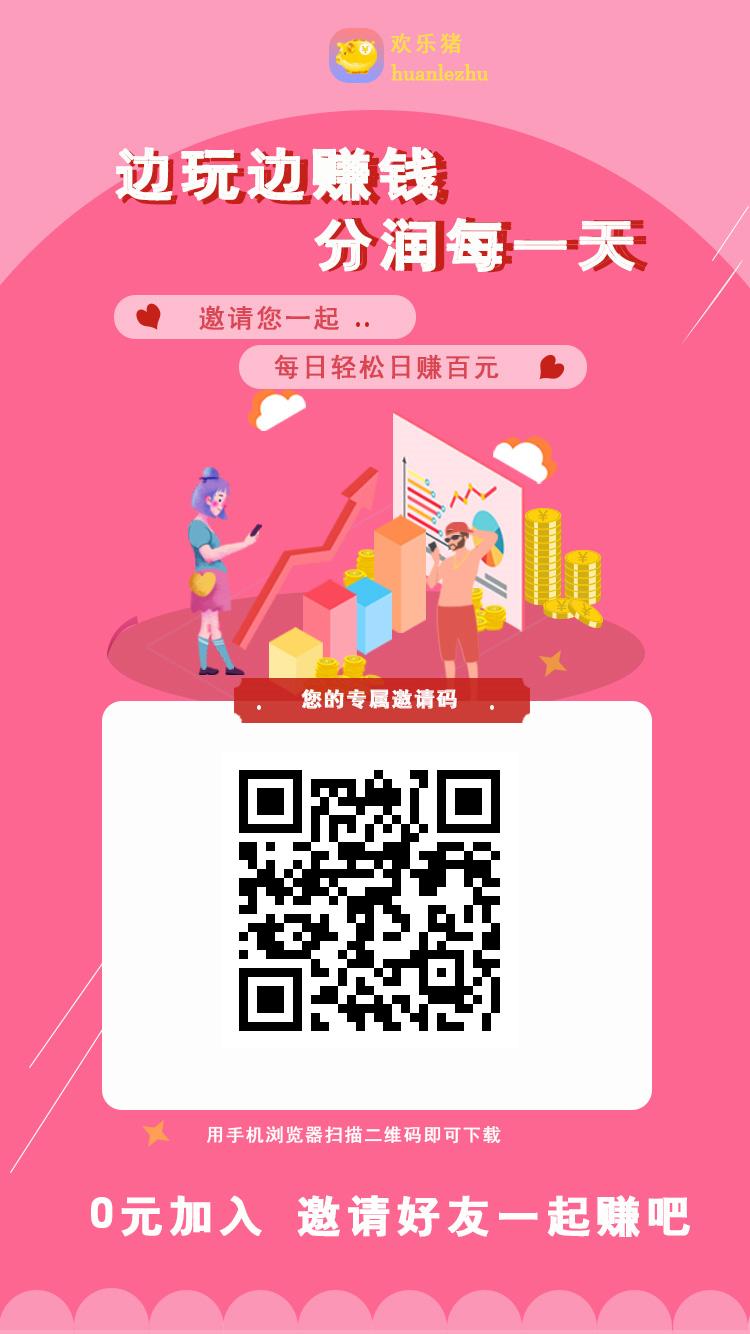 欢乐猪
huanlezhu
边玩边赚钱
分润每一天
邀请您一起 ..
每日轻松日赚百元
您的专属邀请码
用手机浏览器扫描二维码即可下载
0元加入 邀请好友一起赚吧